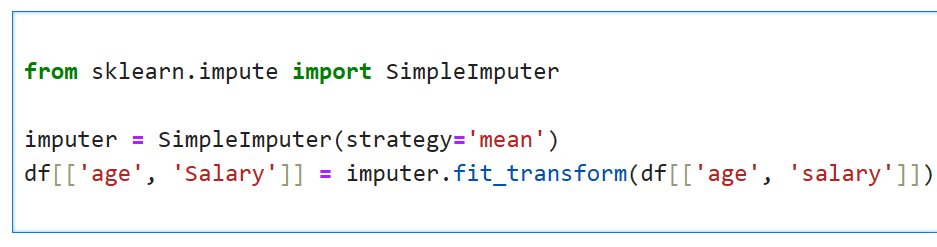 from sklearn.impute import SimpleImputer
imputer = SimpleImputer(strategy='mean')
df[['age', 'Salary']] = imputer.fit_transform(df[['age', 'salary']])